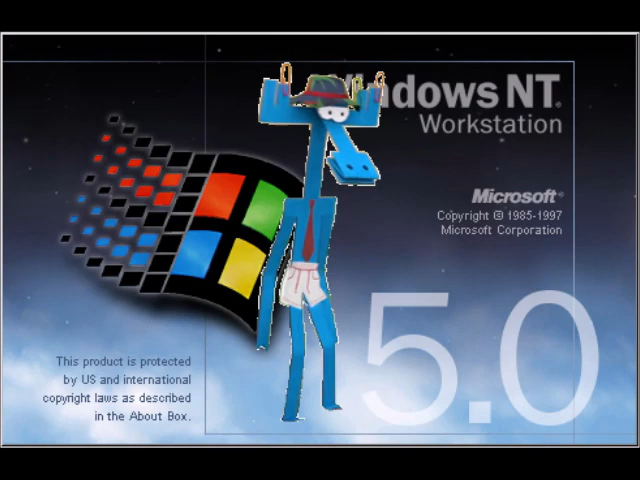 ndows NT
Workstation
Microsoft®
Copyright © 1985-1997
Microsoft Corporation
5.0
This product is protected
by US and international
copyright laws as described
in the About Box.